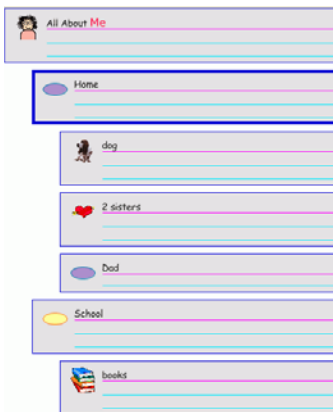 All About Me
Home
dog
2 sisters
Dad
School
books